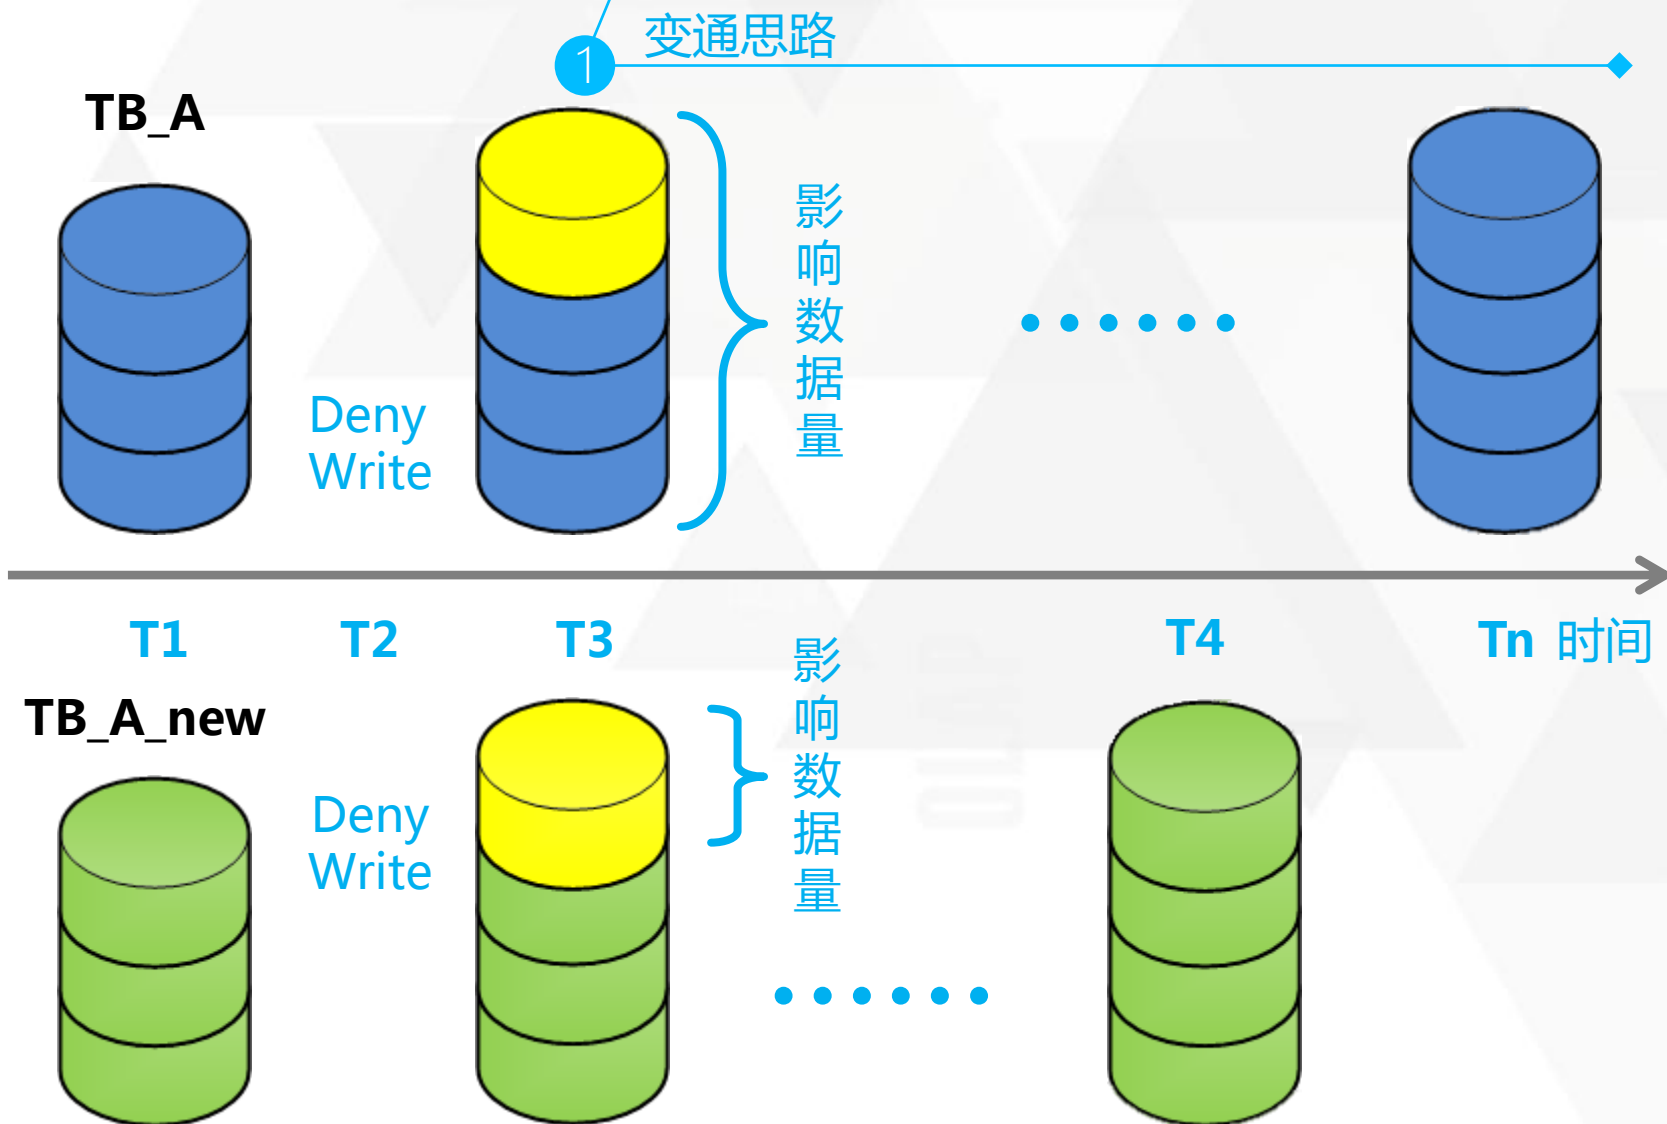 1
变通思路
TB_A
影响数据量
Deny
Write
T1
T2
T3
T4
Tn 时间
TB_A_new
影响数据量
Deny
Write